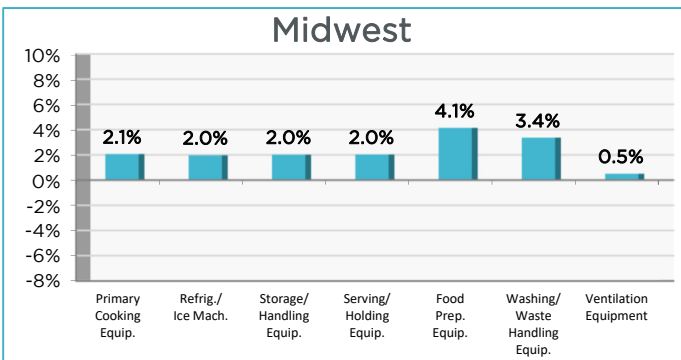 Midwest
10%
8%
6%
4%
2%
0%
-2%
-4%
-6%
-8%
2.1%
2.0%
2.0%
2.0%
4.1%
3.4%
0.5%
Primary
Cooking
Equip.
Refrig./
Ice Mach.
Storage/
Handling
Equip.
Serving/
Holding
Equip.
Food
Prep.
Equip.
Washing/
Waste
Handling
Equip.
Ventilation
Equipment